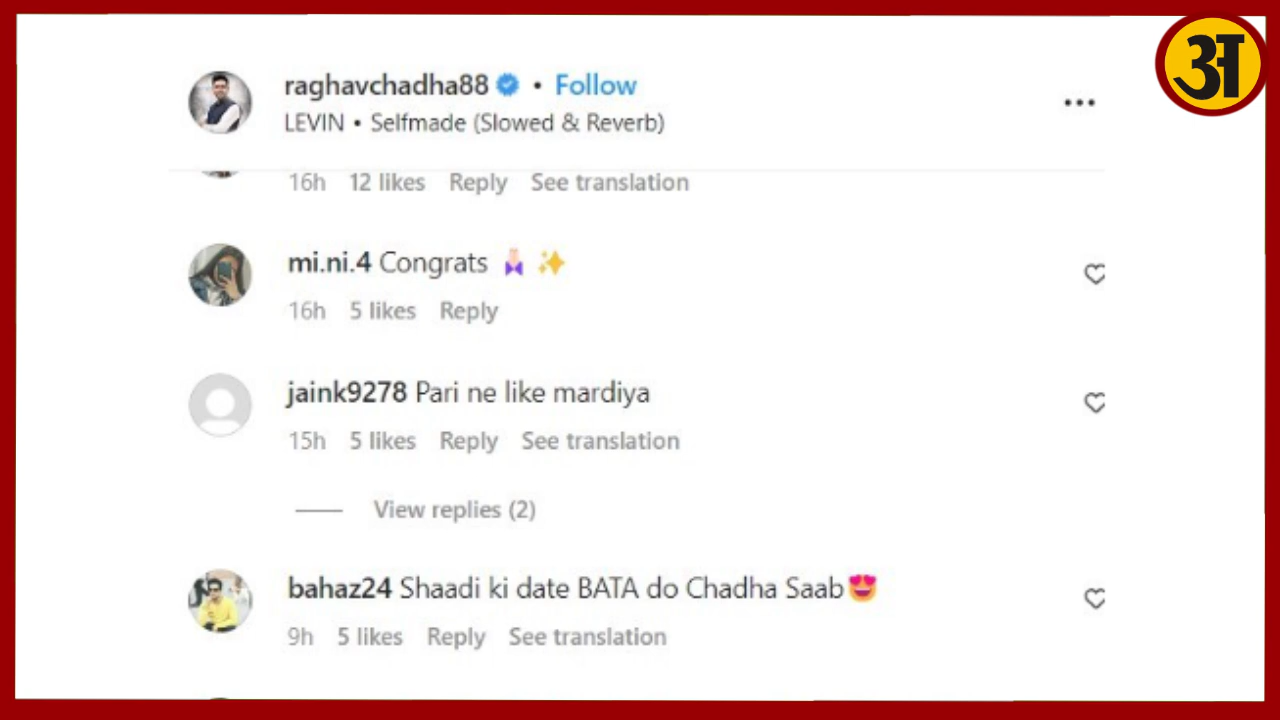 raghavchadha88 • Follow
LEVIN • Selfmade (Slowed & Reverb)
16h 12 likes Reply See translation
mi.ni.4 Congrats ✨
16h 5 likes Reply
jaink9278 Pari ne like mardiya
15h 5 likes Reply See translation
View replies (2)
bahaz24 Shaadi ki date BATA do Chadha Saab😍
9h 5 likes Reply See translation
अ